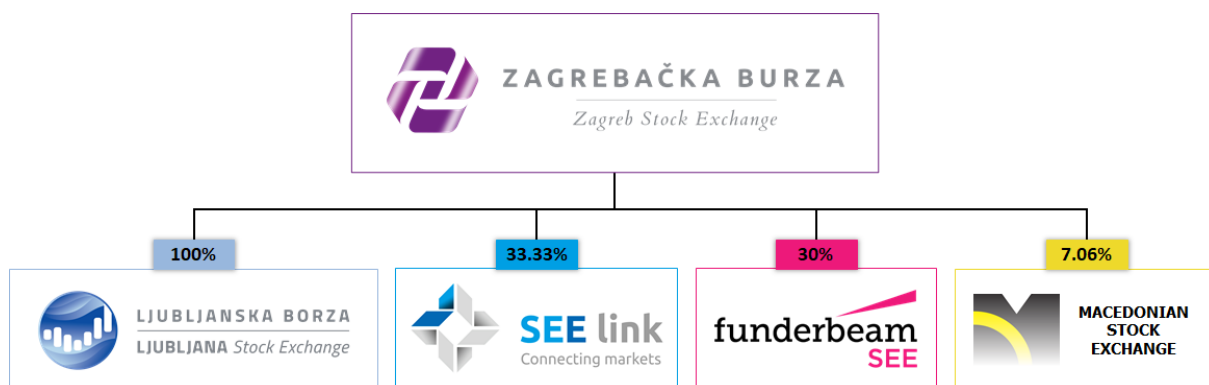 ZAGREBAČKA BURZA
Zagreb Stock Exchange
100%
33.33%
30%
7.06%
LJUBLJANSKA BORZA
LJUBLJANA Stock Exchange
SEE link
Connecting markets
funderbeam
SEE
MACEDONIAN
STOCK
EXCHANGE